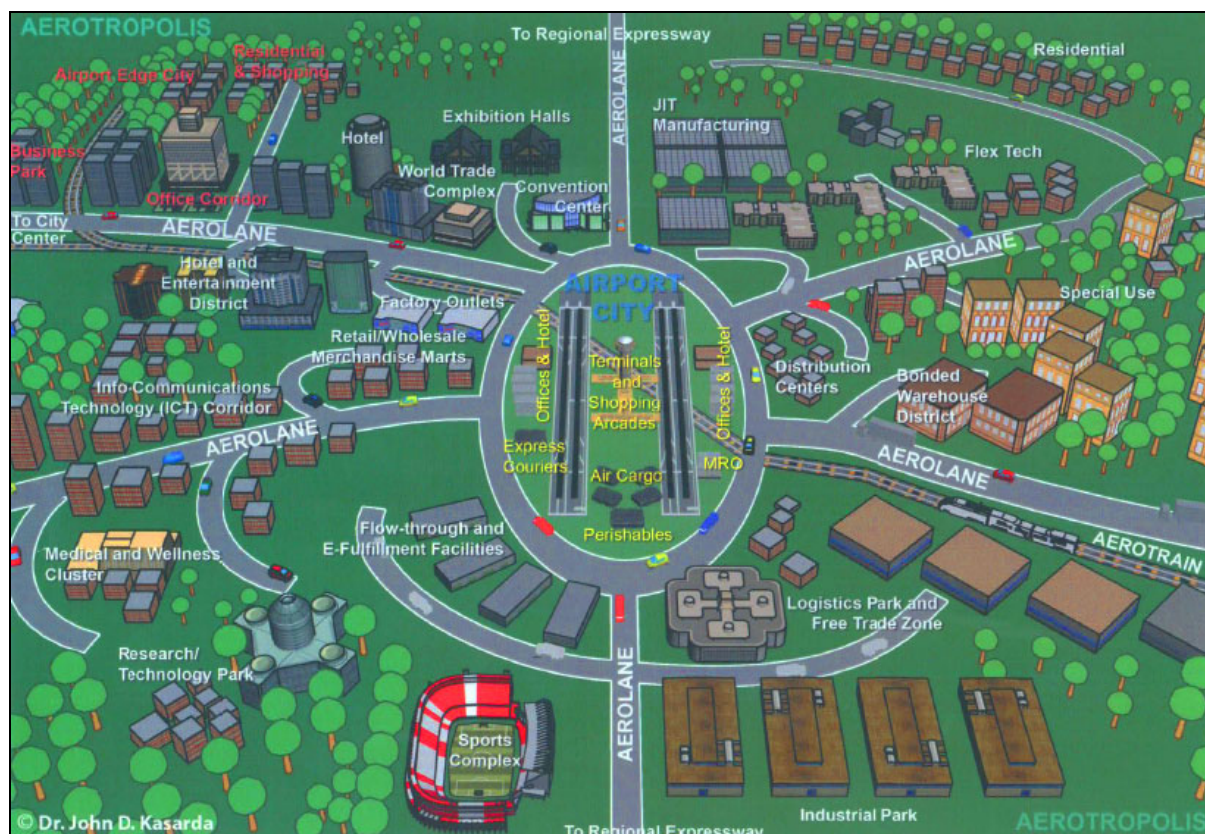 AEROTROPOLIS
To Regional Expressway
Residential
& Shopping
Residential
Airport Edge City
AEROLANE
JIT
Manufacturing
Exhibition Halls
Hotel
Flex Tech
Business
Park
World Trade
Complex
Convention
Center
Office Corridor
To City
Center
AEROLANE
AEROLANE
Hotel and
Entertainment
District
AIRPORT
CITY
Special Use
Factory Outlets
Retail/Wholesale
Merchandise Marts
Offices & Hotel
Terminals
and
Shopping
Arcades
Offices & Hotel
Distribution
Centers
Bonded
Warehouse
District
Info-Communications
Technology (ICT) Corridor
AEROLANE
Express
Couriers
Air Cargo
MRO
AEROLANE
Perishables
Flow-through and
E-Fulfillment Facilities
AEROTRAIN
Medical and Wellness
Cluster
Logistics Park and
Free Trade Zone
Research/
Technology Park
AEROLANE
Sports
Complex
Industrial Park
© Dr. John D. Kasarda
To Regional Expressway
AEROTROPOLIS